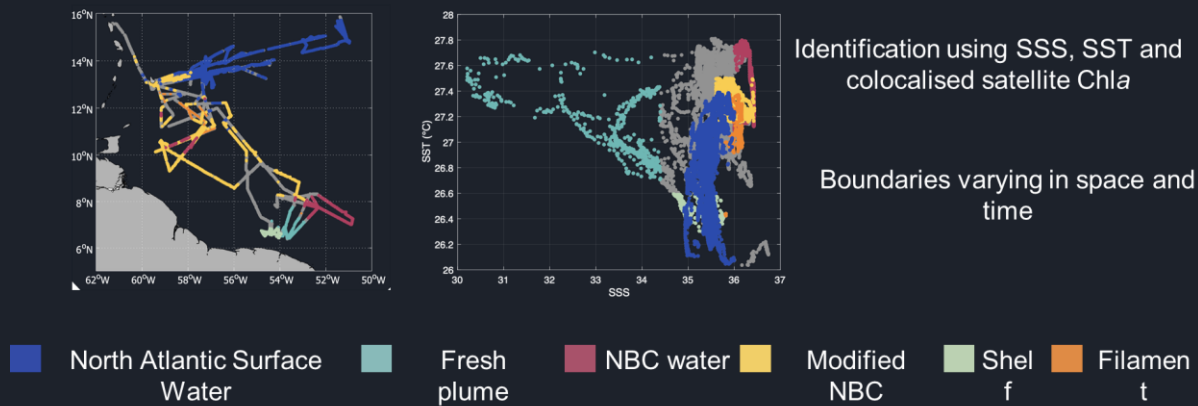 16°N
14°N
12°N
10°N
8°N
6°N
62°W
60°W
58°W
56°W
54°W
52°W
50°W
28
27.8
27.6
27.4
27.2
27
26.8
26.6
26.4
26.2
26
SST (°C)
30
31
32
33
34
35
36
37
SSS
Identification using SSS, SST and
colocalised satellite Chla
Boundaries varying in space and
time
North Atlantic Surface
Water
Fresh
plume
NBC water
Modified
NBC
Shel
f
Filamen
t